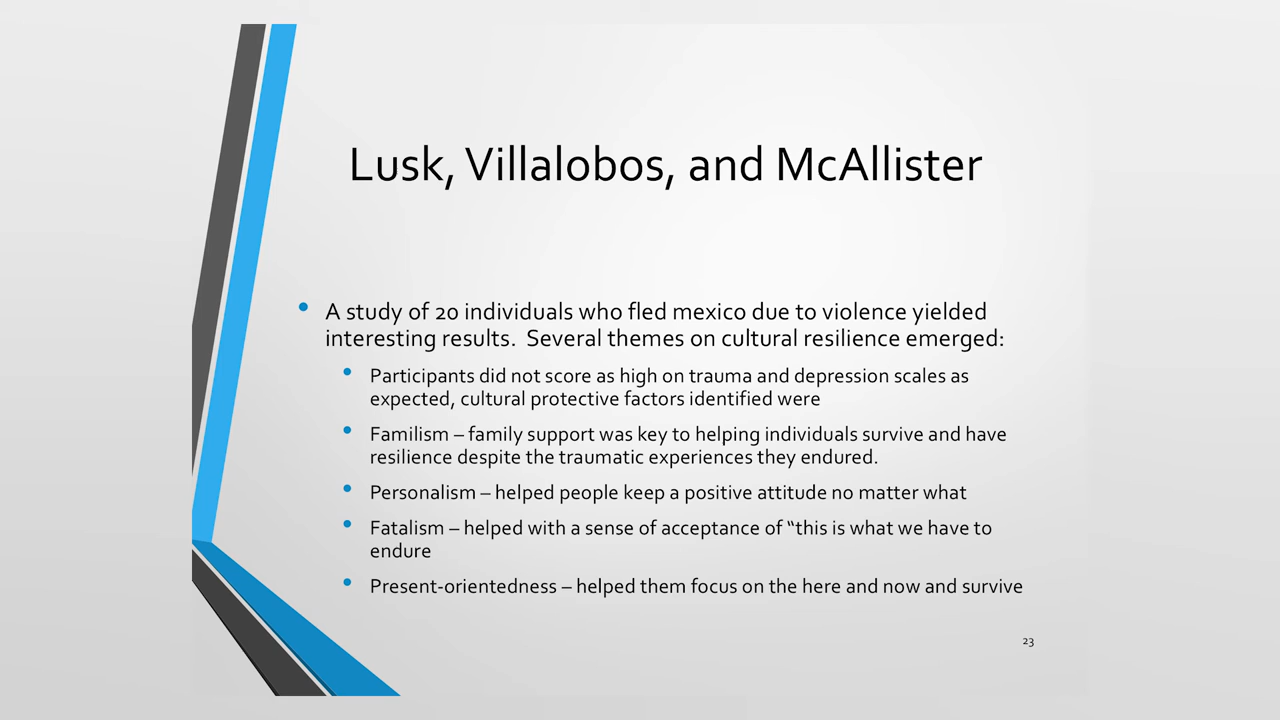 Lusk, Villalobos, and McAllister
• A study of 20 individuals who fled mexico due to violence yielded
interesting results.  Several themes on cultural resilience emerged:
• Participants did not score as high on trauma and depression scales as
expected, cultural protective factors identified were
• Familism – family support was key to helping individuals survive and have
resilience despite the traumatic experiences they endured.
• Personalism – helped people keep a positive attitude no matter what
• Fatalism – helped with a sense of acceptance of “this is what we have to
endure
• Present-orientedness – helped them focus on the here and now and survive
23